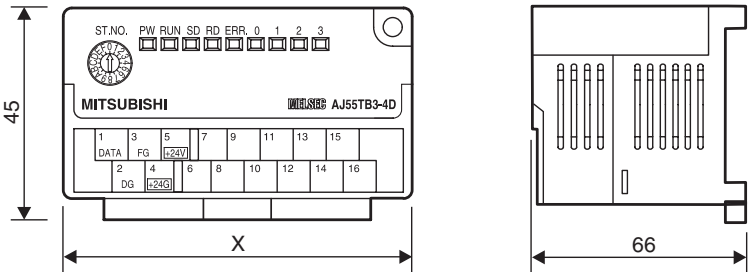 ST.NO. PW RUN SD RD ERR. 0 1 2 3
MITSUBISHI MELSEC AJ55TB3-4D
1 3 5 7 9 11 13 15
DATA FG +24V
2 4 6 8 10 12 14 16
DG +24G
45
X
66